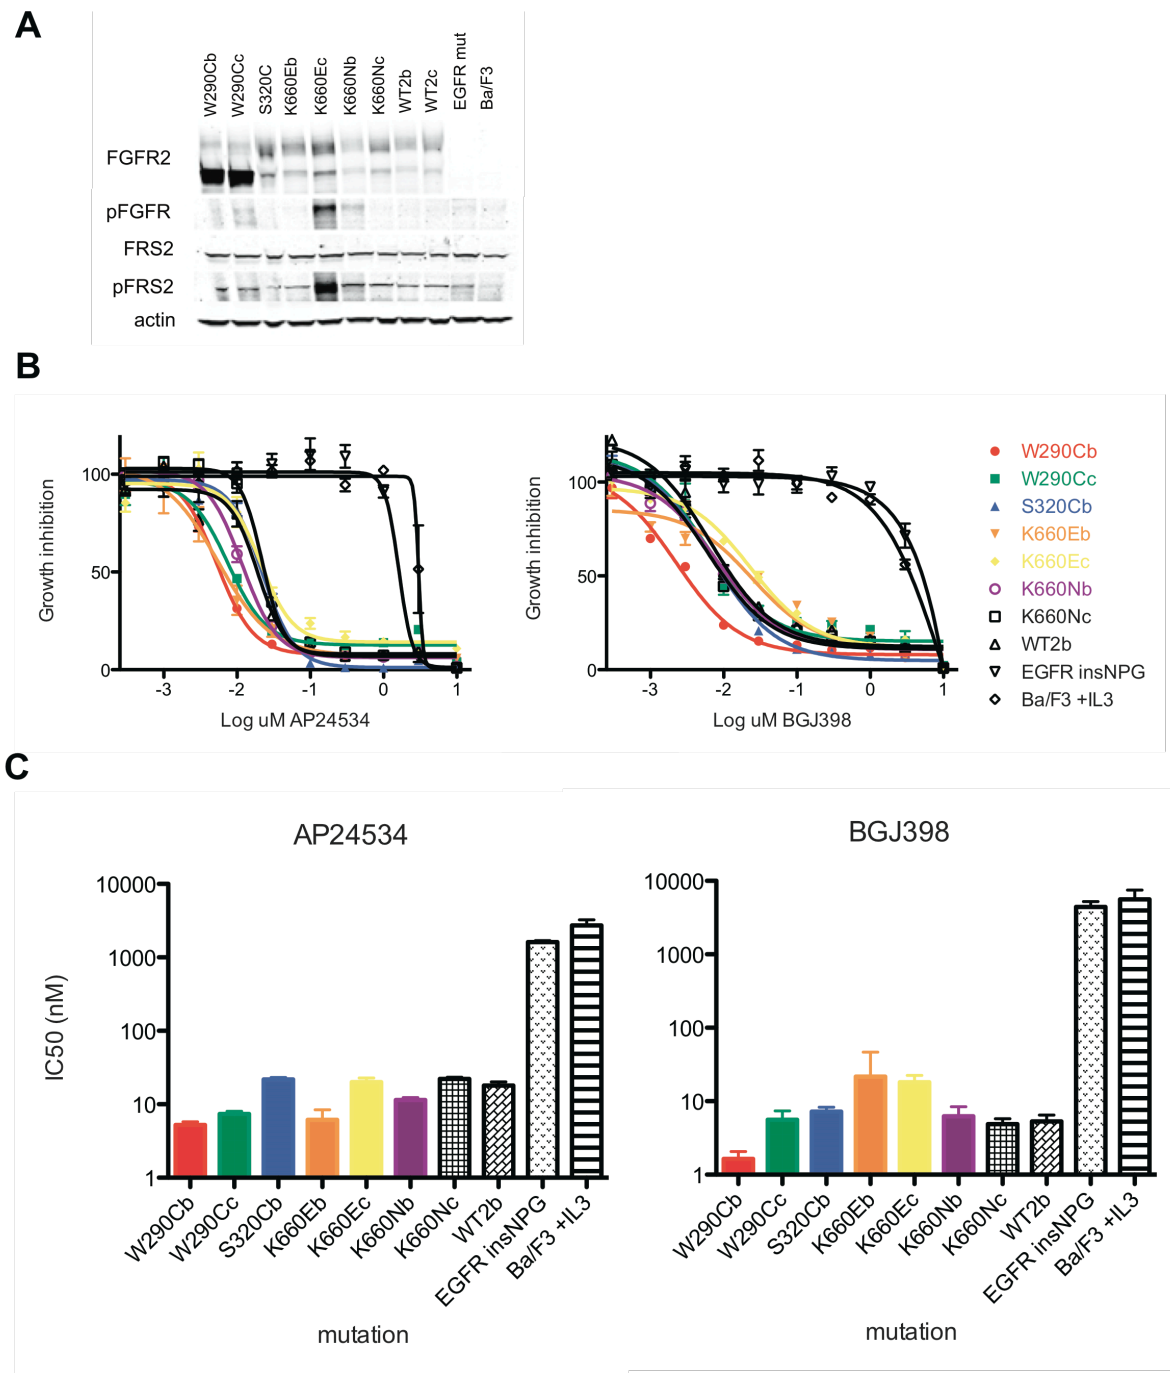 A
W290Cb
W290Cc
S320C
K660Eb
K660Ec
K660Nb
K660Nc
WT2b
WT2c
EGFR mut
Ba/F3
FGFR2
pFGFR
FRS2
pFRS2
actin
B
Growth inhibition
100
50
0
-3 -2 -1 0 1
Log uM AP24534
Growth inhibition
100
50
0
-3 -2 -1 0 1
Log uM BGJ398
W290Cb
W290Cc
S320Cb
K660Eb
K660Ec
K660Nb
K660Nc
WT2b
EGFR insNPG
Ba/F3 +IL3
C
AP24534
IC50 (nM)
10000
1000
100
10
1
W290Cb
W290Cc
S320Cb
K660Eb
K660Ec
K660Nb
K660Nc
WT2b
EGFR insNPG
Ba/F3 +IL3
mutation
BGJ398
10000
1000
100
10
1
W290Cb
W290Cc
S320Cb
K660Eb
K660Ec
K660Nb
K660Nc
WT2b
EGFR insNPG
Ba/F3 +IL3
mutation